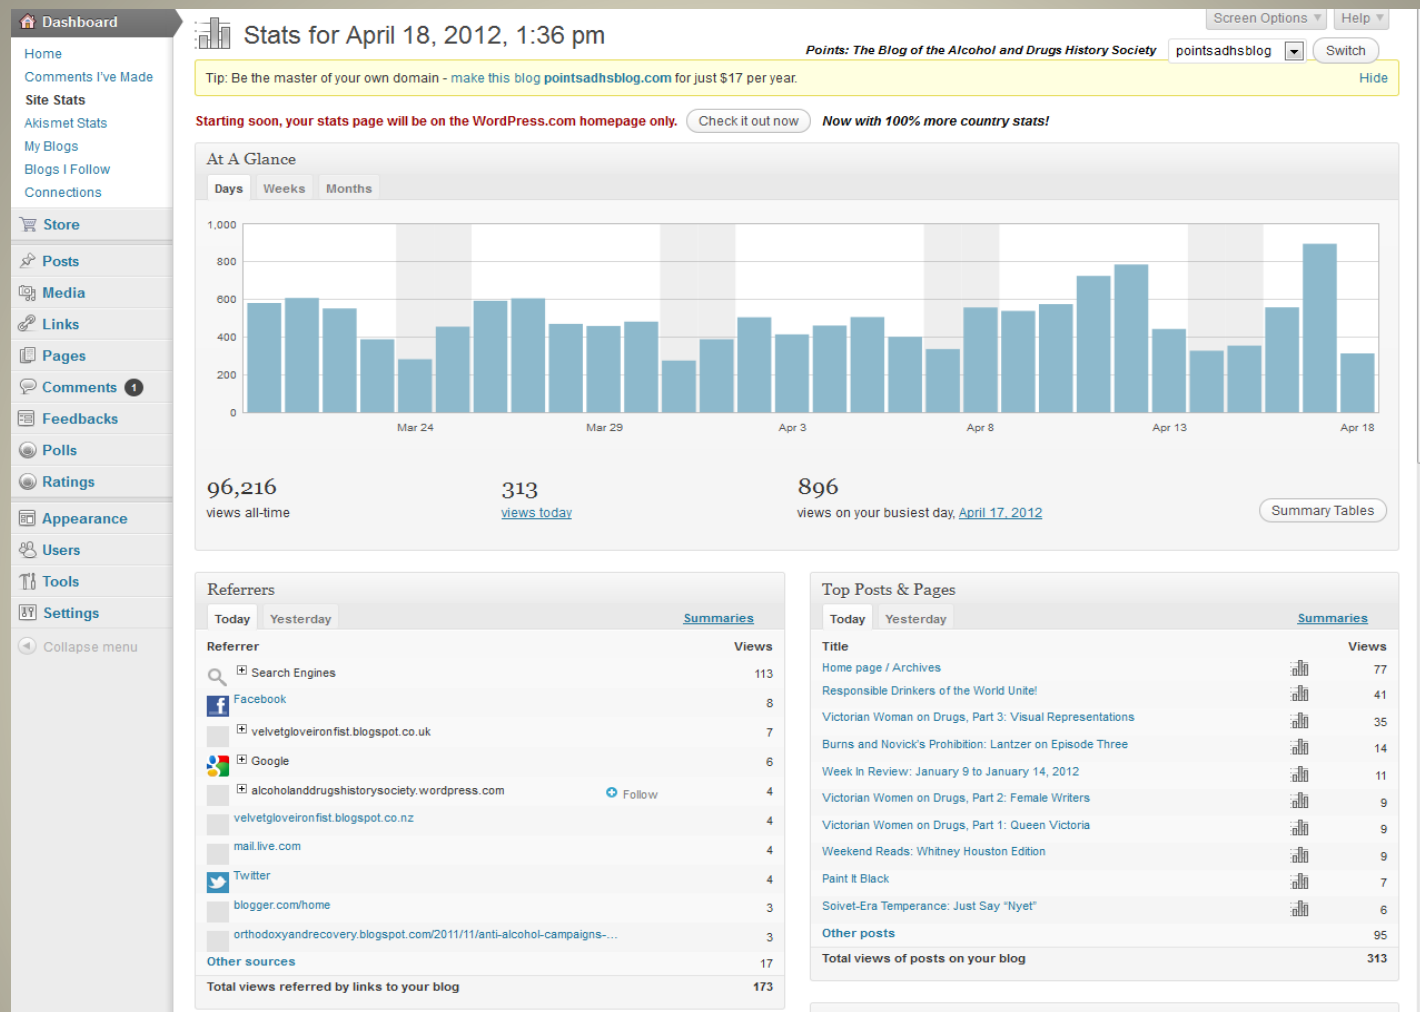 Dashboard
Home
Comments I've Made
Site Stats
Akismet Stats
My Blogs
Blogs I Follow
Connections
Store
Posts
Media
Links
Pages
Comments 1
Feedbacks
Polls
Ratings
Appearance
Users
Tools
Settings
Collapse menu
Screen Options Help
Stats for April 18, 2012, 1:36 pm
Points: The Blog of the Alcohol and Drugs History Society pointsadhsblog Switch
Tip: Be the master of your own domain - make this blog pointsadhsblog.com for just $17 per year. Hide
Starting soon, your stats page will be on the WordPress.com homepage only. Check it out now Now with 100% more country stats!
At A Glance
Days Weeks Months
1,000
800
600
400
200
0
Mar 24 Mar 29 Apr 3 Apr 8 Apr 13 Apr 18
96,216 313 896
views all-time views today views on your busiest day, April 17, 2012 Summary Tables
Referrers
Today Yesterday Summaries
Referrer Views
Search Engines 113
Facebook 8
velvetgloveironfist.blogspot.co.uk 7
Google 6
alcoholanddrugshistorysociety.wordpress.com Follow 4
velvetgloveironfist.blogspot.co.nz 4
mail.live.com 4
Twitter 4
blogger.com/home 3
orthodoxyandrecovery.blogspot.com/2011/11/anti-alcohol-campaigns-... 3
Other sources 17
Total views referred by links to your blog 173
Top Posts & Pages
Today Yesterday Summaries
Title Views
Home page / Archives 77
Responsible Drinkers of the World Unite! 41
Victorian Woman on Drugs, Part 3: Visual Representations 35
Burns and Novick's Prohibition: Lantzer on Episode Three 14
Week In Review: January 9 to January 14, 2012 11
Victorian Women on Drugs, Part 2: Female Writers 9
Victorian Women on Drugs, Part 1: Queen Victoria 9
Weekend Reads: Whitney Houston Edition 9
Paint It Black 7
Soivet-Era Temperance: Just Say “Nyet” 6
Other posts 95
Total views of posts on your blog 313